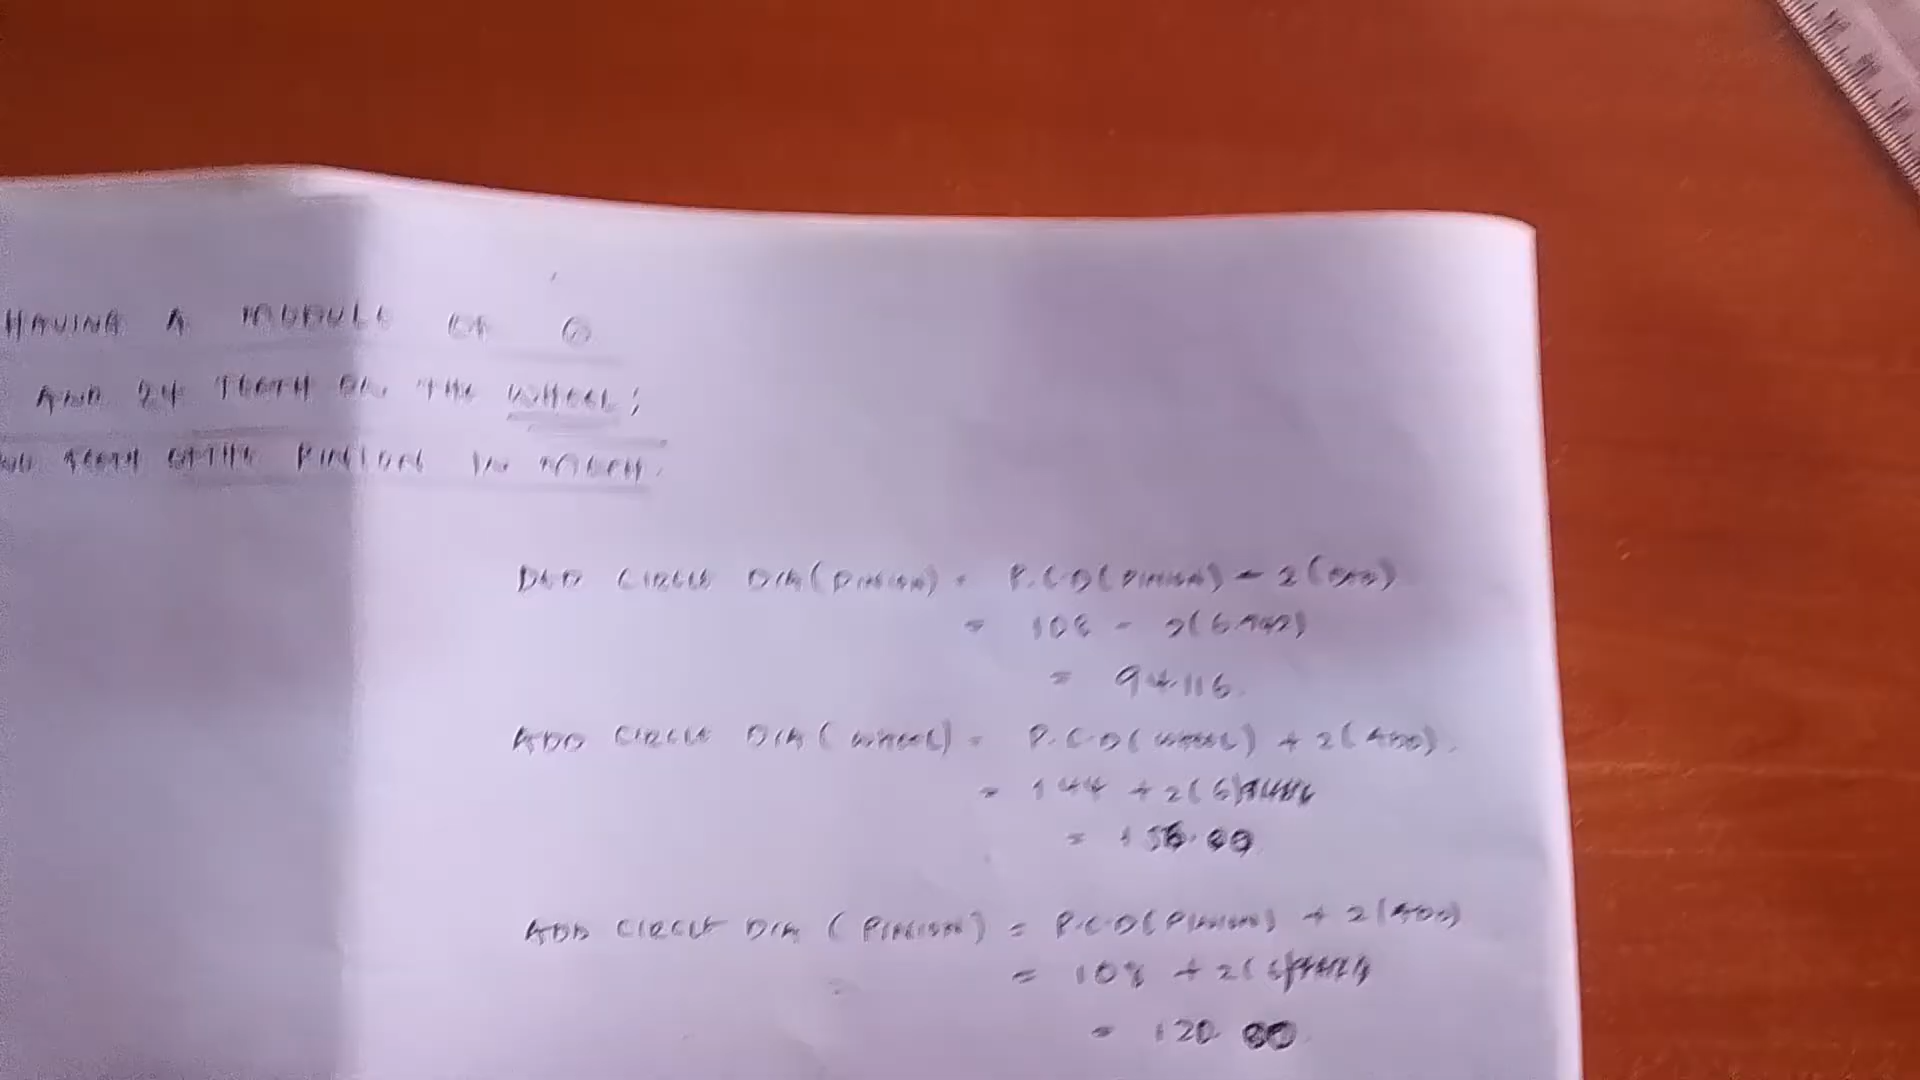 HAVING A MODULE OF 6
AND 24 TEETH ON THE WHEEL;
TEETH OF THE PINION IN MESH.
DED CIRCLE DIA (PINION) = P.C.D (PINION) - 2 (DED)
= 108 - 2(6.942)
= 94.116.
ADD CIRCLE DIA (WHEEL) = P.C.D (WHEEL) + 2 (ADD).
= 144 + 2(6)
= 156.00
ADD CIRCLE DIA (PINION) = P.C.D (PINION) + 2 (ADD)
= 108 + 2(6)
= 120.00